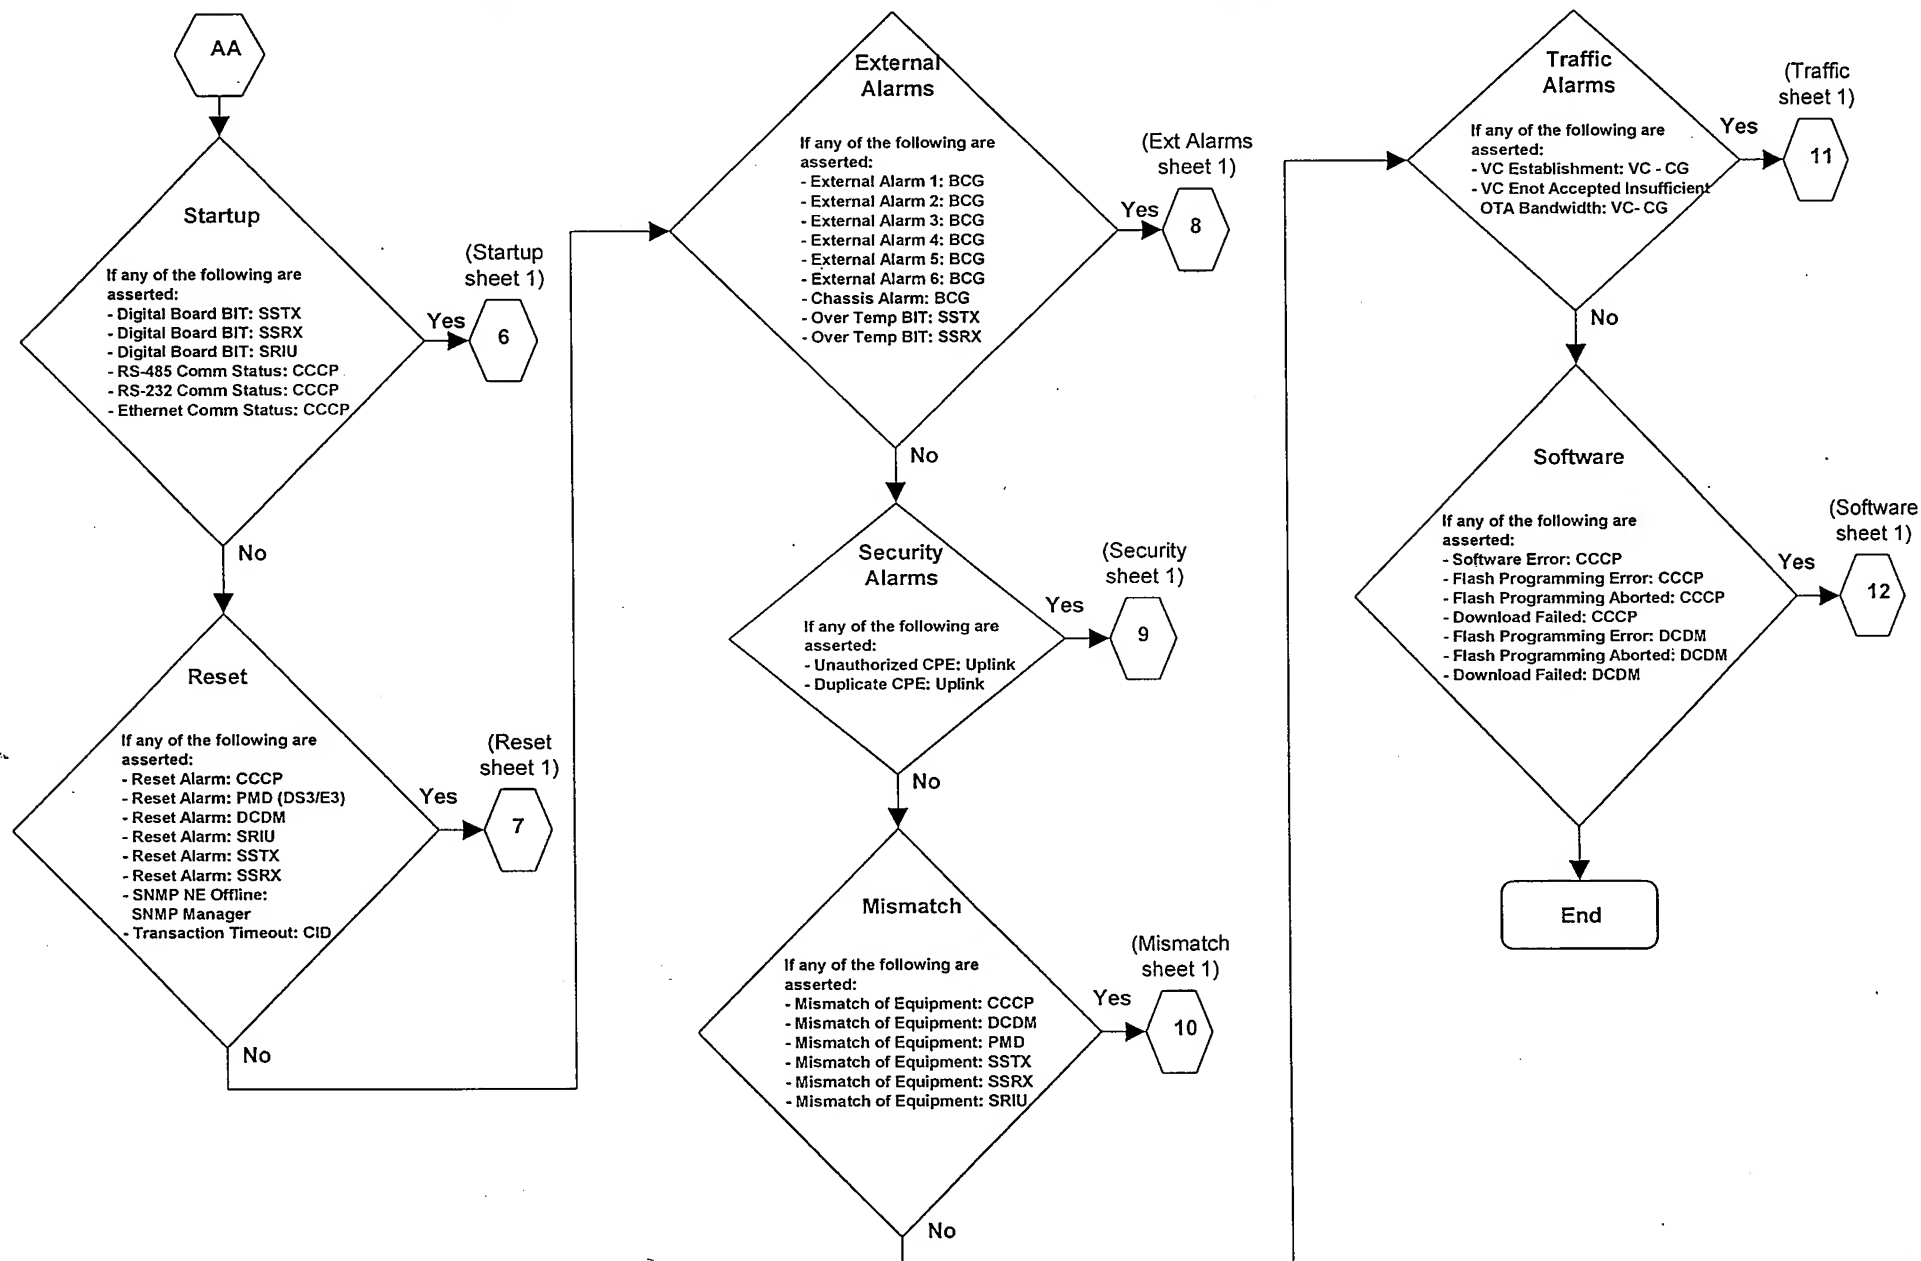 AA
Startup
If any of the following are
asserted:
- Digital Board BIT: SSTX
- Digital Board BIT: SSRX
- Digital Board BIT: SRIU
- RS-485 Comm Status: CCCP
- RS-232 Comm Status: CCCP
- Ethernet Comm Status: CCCP
Yes
(Startup
sheet 1)
6
No
Reset
If any of the following are
asserted:
- Reset Alarm: CCCP
- Reset Alarm: PMD (DS3/E3)
- Reset Alarm: DCDM
- Reset Alarm: SRIU
- Reset Alarm: SSTX
- Reset Alarm: SSRX
- SNMP NE Offline:
SNMP Manager
- Transaction Timeout: CID
Yes
(Reset
sheet 1)
7
No
External
Alarms
If any of the following are
asserted:
- External Alarm 1: BCG
- External Alarm 2: BCG
- External Alarm 3: BCG
- External Alarm 4: BCG
- External Alarm 5: BCG
- External Alarm 6: BCG
- Chassis Alarm: BCG
- Over Temp BIT: SSTX
- Over Temp BIT: SSRX
Yes
(Ext Alarms
sheet 1)
8
No
Security
Alarms
If any of the following are
asserted:
- Unauthorized CPE: Uplink
- Duplicate CPE: Uplink
Yes
(Security
sheet 1)
9
No
Mismatch
If any of the following are
asserted:
- Mismatch of Equipment: CCCP
- Mismatch of Equipment: DCDM
- Mismatch of Equipment: PMD
- Mismatch of Equipment: SSTX
- Mismatch of Equipment: SSRX
- Mismatch of Equipment: SRIU
Yes
(Mismatch
sheet 1)
10
No
Traffic
Alarms
If any of the following are
asserted:
- VC Establishment: VC - CG
- VC Enot Accepted Insufficient
OTA Bandwidth: VC- CG
Yes
(Traffic
sheet 1)
11
No
Software
If any of the following are
asserted:
- Software Error: CCCP
- Flash Programming Error: CCCP
- Flash Programming Aborted: CCCP
- Download Failed: CCCP
- Flash Programming Error: DCDM
- Flash Programming Aborted: DCDM
- Download Failed: DCDM
Yes
(Software
sheet 1)
12
End